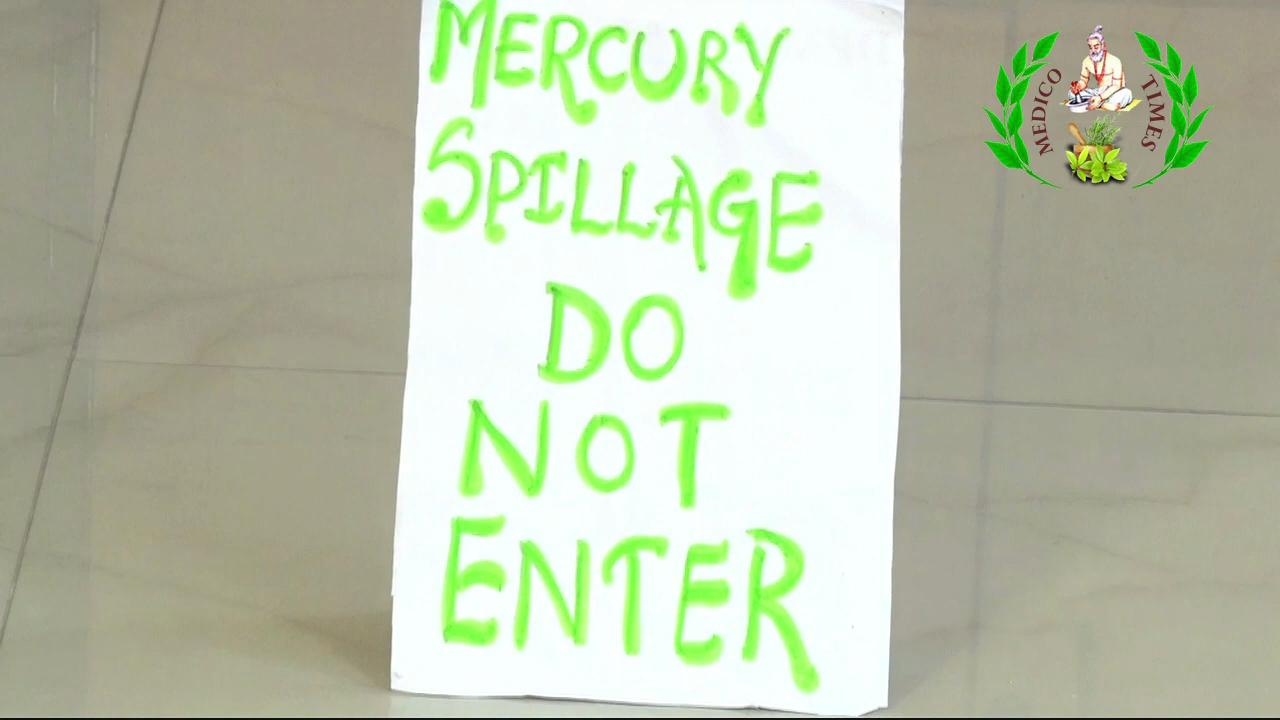 MERCURY
SPILLAGE
DO
NOT
ENTER
MEDICO TIMES